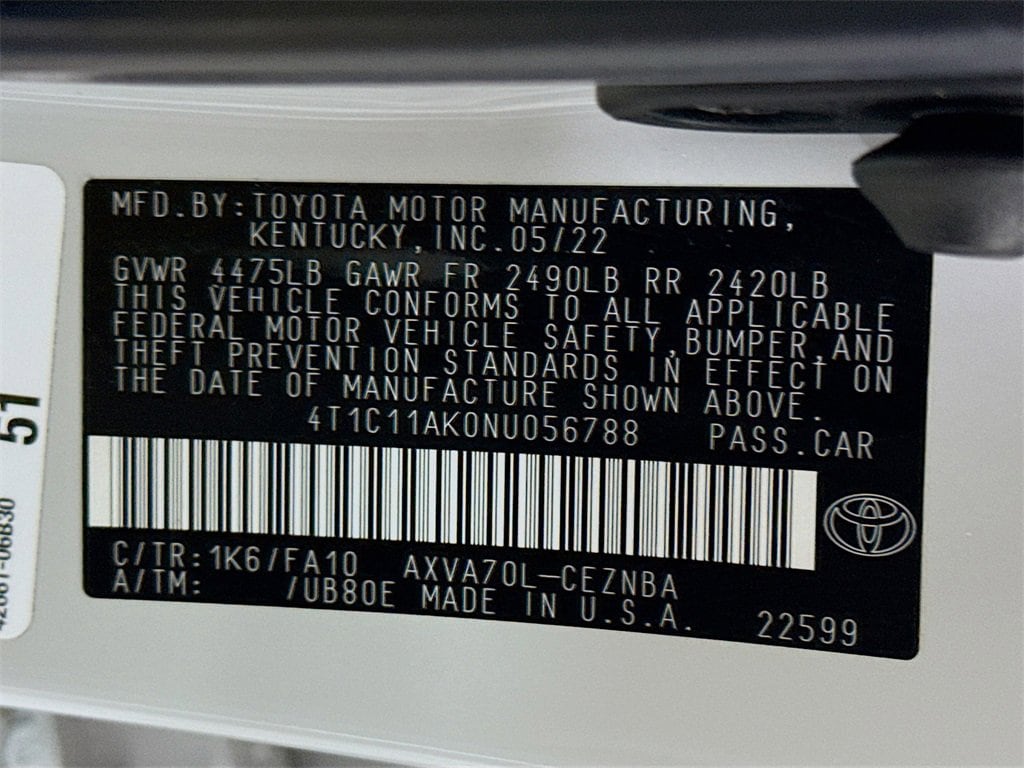 MFD.BY:TOYOTA MOTOR MANUFACTURING,
KENTUCKY,INC.05/22
GVWR 4475LB GAWR FR 2490LB RR 2420LB
THIS VEHICLE CONFORMS TO ALL APPLICABLE
FEDERAL MOTOR VEHICLE SAFETY,BUMPER,AND
THEFT PREVENTION STANDARDS IN EFFECT ON
THE DATE OF MANUFACTURE SHOWN ABOVE.
4T1C11AK0NU056788 PASS.CAR
C/TR:1K6/FA10 AXVA70L-CEZNBA
A/TM: /UB80E MADE IN U.S.A.
22599
51